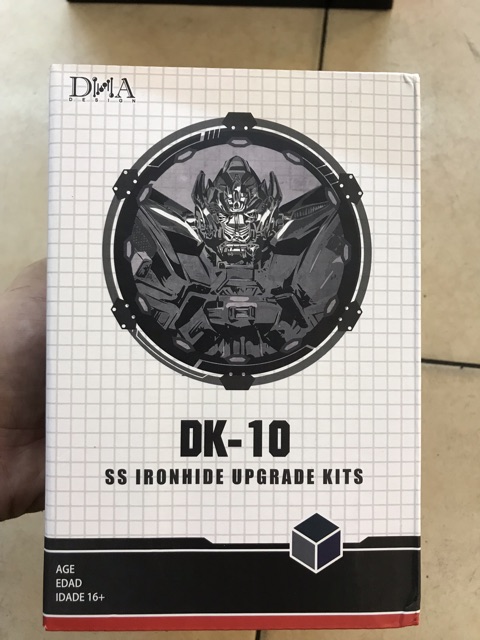 DNA
DESIGN
DK-10
SS IRONHIDE UPGRADE KITS
AGE
EDAD
IDADE 16+